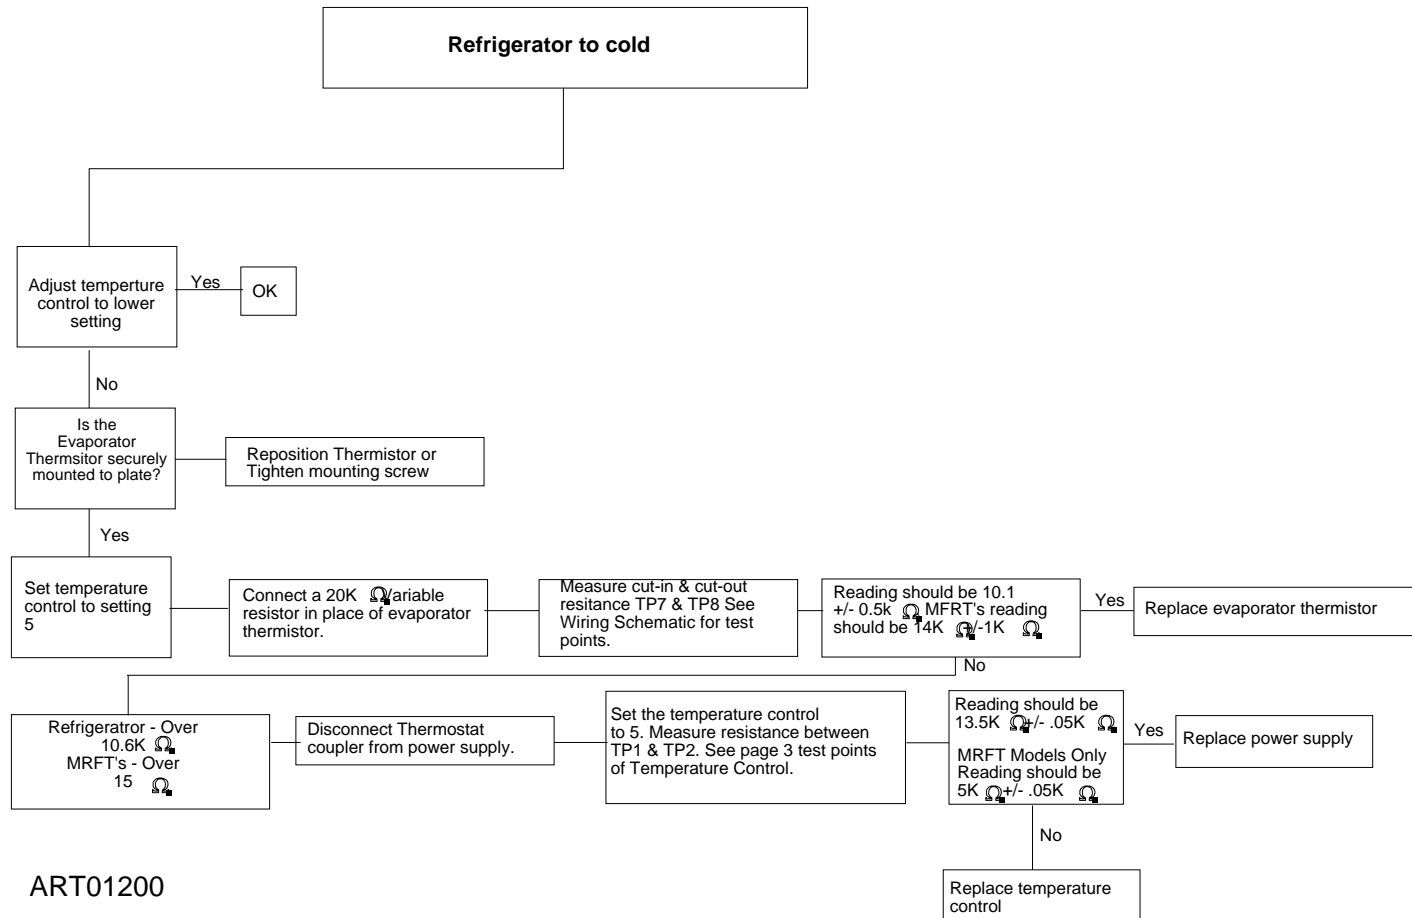 Refrigerator to cold
Adjust temperture
control to lower
setting
Yes
OK
No
Is the
Evaporator
Thermsitor securely
mounted to plate?
Reposition Thermistor or
Tighten mounting screw
Yes
Set temperature
control to setting
5
Connect a 20K Ω/ariable
resistor in place of evaporator
thermistor.
Measure cut-in & cut-out
resitance TP7 & TP8 See
Wiring Schematic for test
points.
Reading should be 10.1
+/- 0.5k Ω MFRT's reading
should be 14K Ω+/-1K Ω
Yes
Replace evaporator thermistor
No
Refrigeratror - Over
10.6K Ω
MRFT's - Over
15 Ω
Disconnect Thermostat
coupler from power supply.
Set the temperature control
to 5. Measure resistance between
TP1 & TP2. See page 3 test points
of Temperature Control.
Reading should be
13.5K Ω+/- .05K Ω
MRFT Models Only
Reading should be
5K Ω+/- .05K Ω
Yes
Replace power supply
No
Replace temperature
control
ART01200